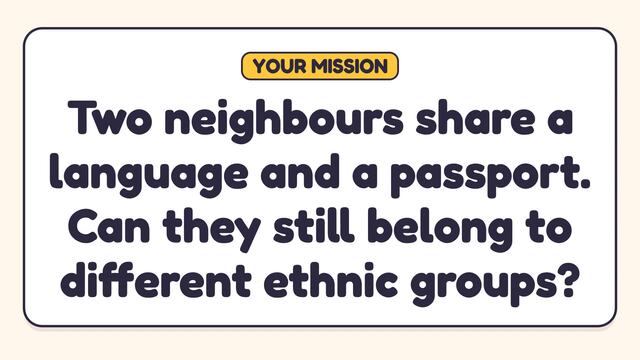 YOUR MISSION
Two neighbours share a
language and a passport.
Can they still belong to
different ethnic groups?